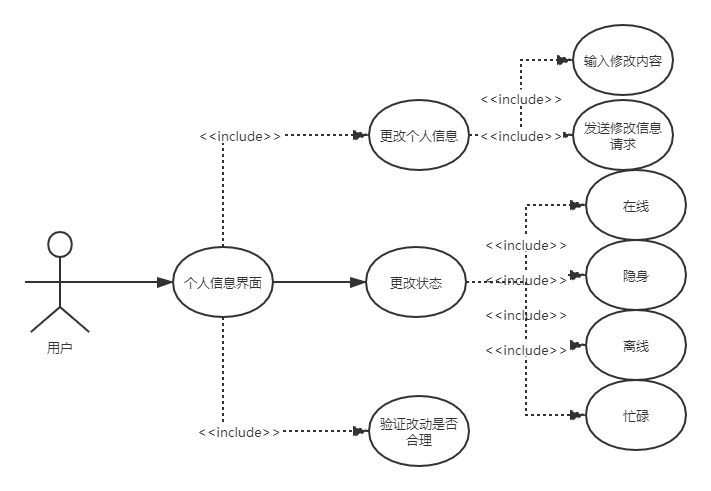 输入修改内容
<<include>>
<<include>>
更改个人信息
<<include>>
发送修改信息
请求
在线
<<include>>
个人信息界面
更改状态
<<include>>
隐身
<<include>>
用户
<<include>>
离线
忙碌
<<include>>
验证改动是否
合理